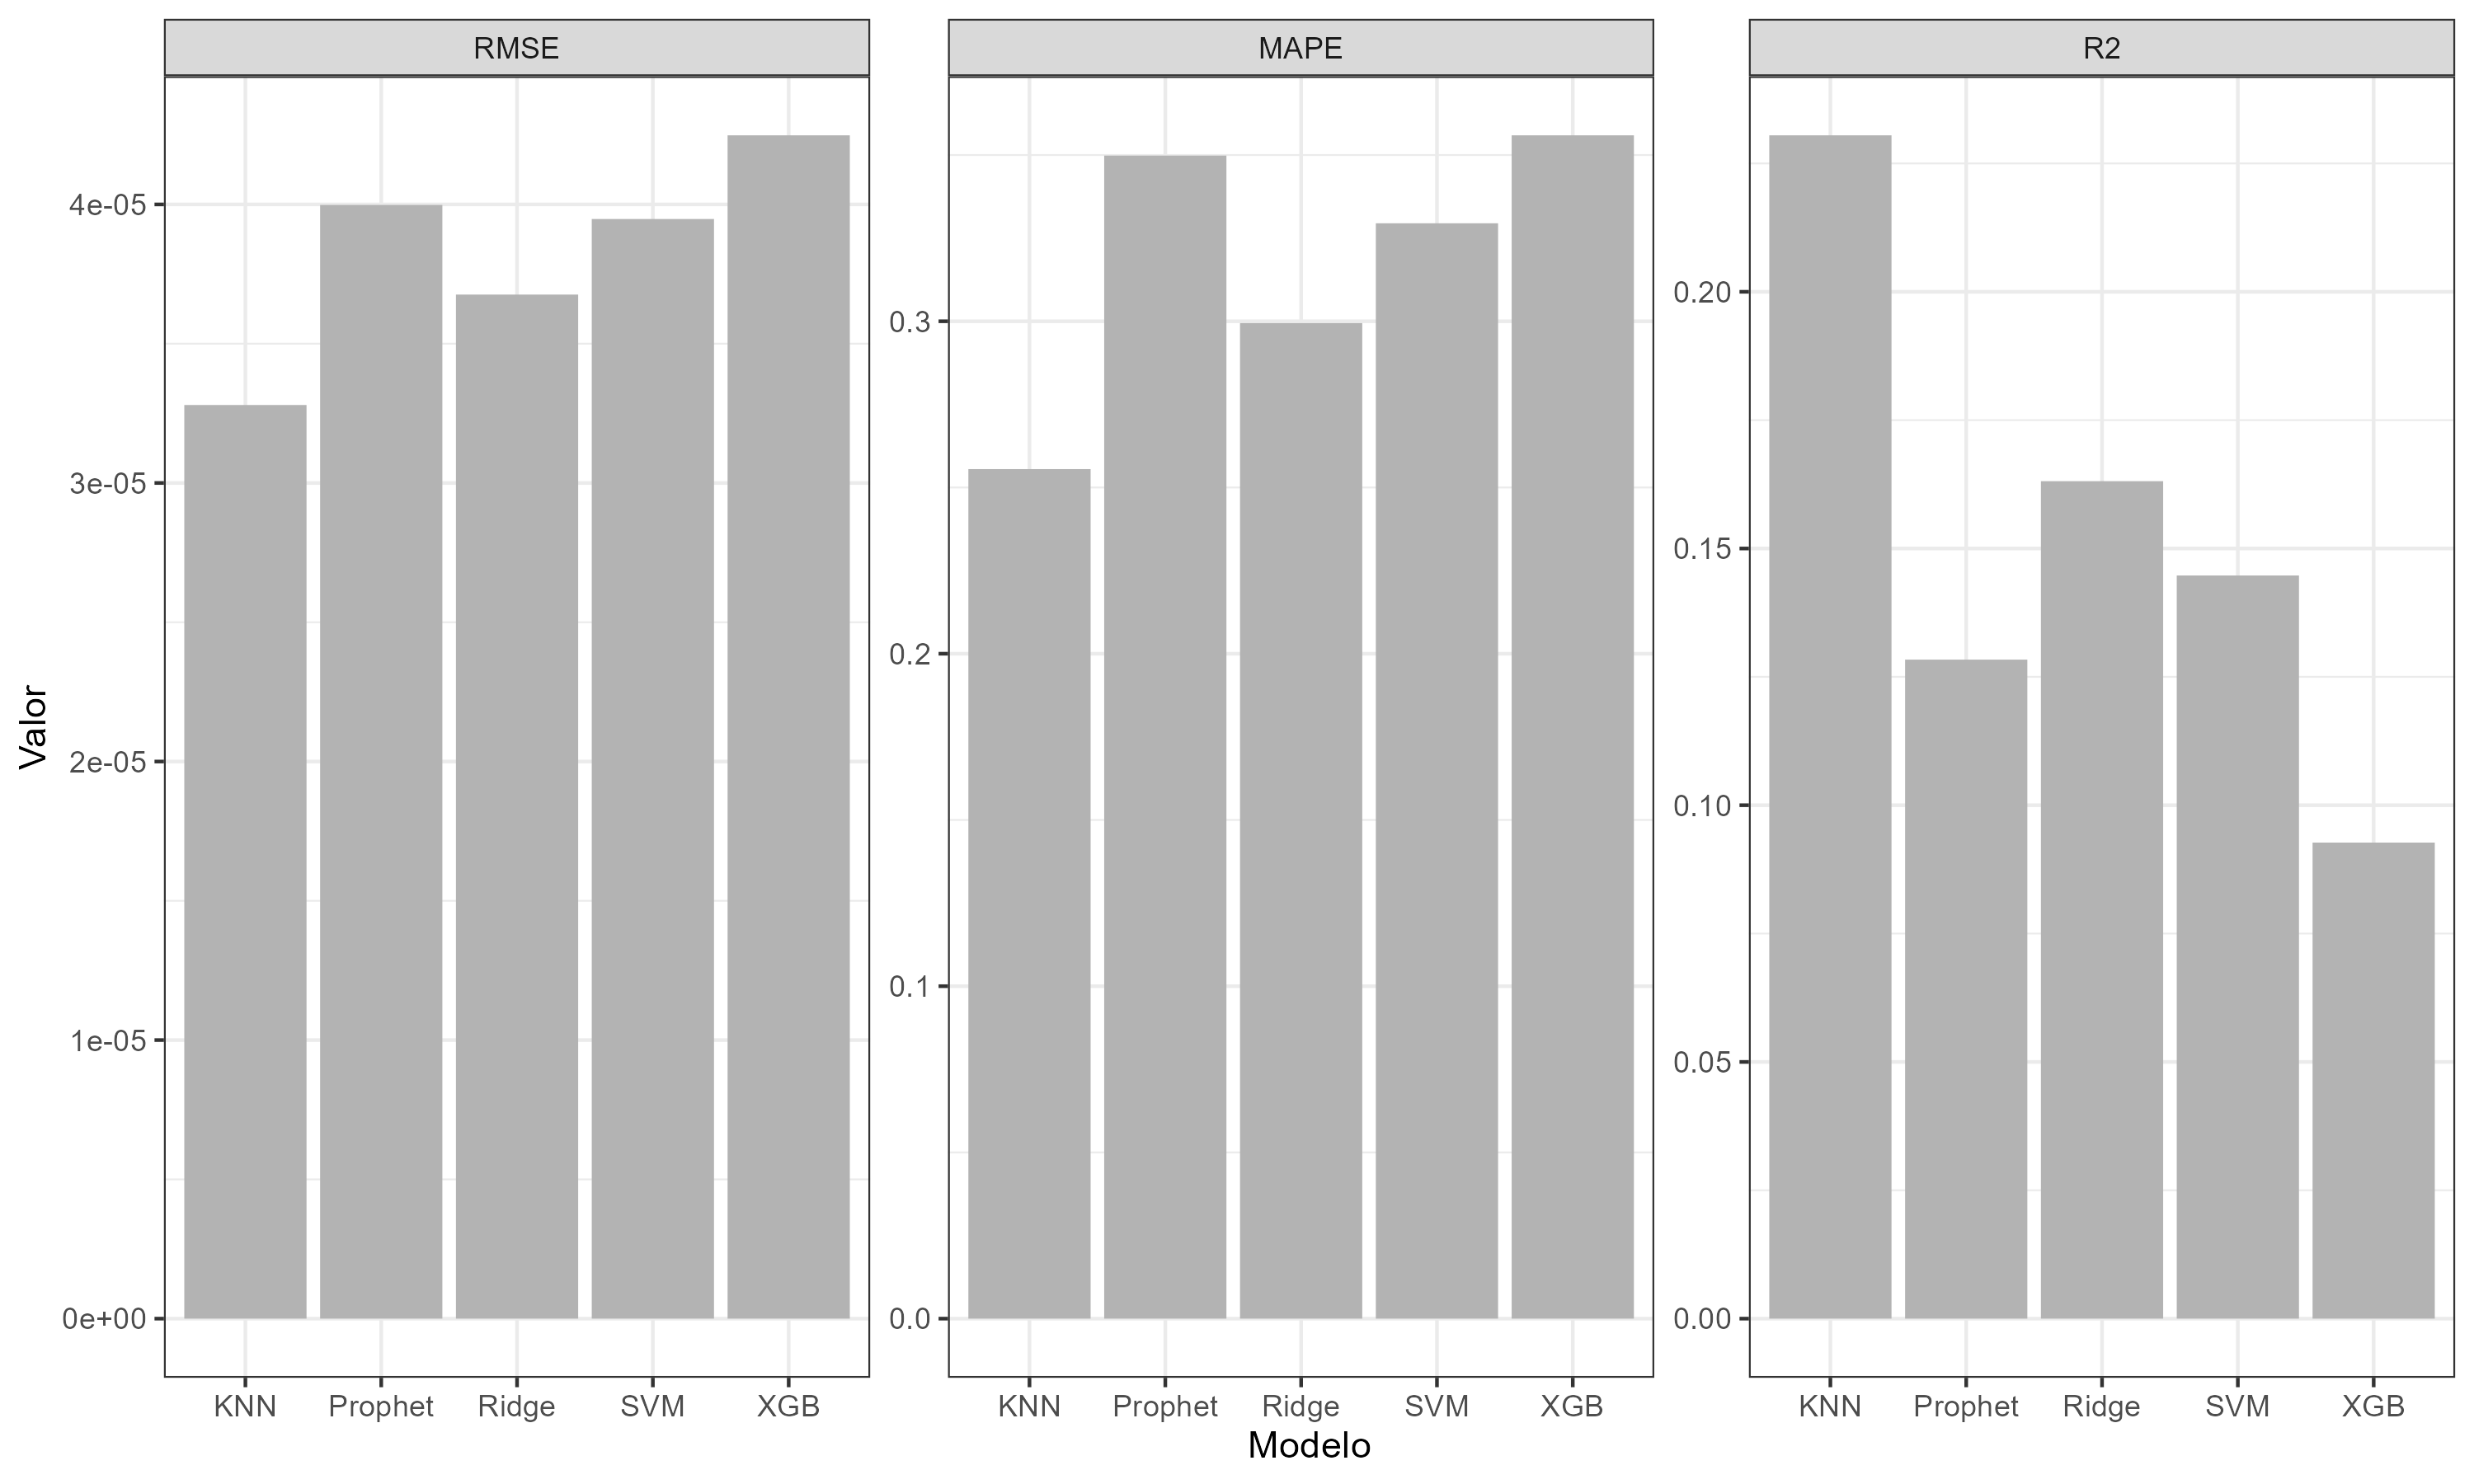 RMSE
MAPE
R2
Valor
4e-05
3e-05
2e-05
1e-05
0e+00
0.3
0.2
0.1
0.0
0.20
0.15
0.10
0.05
0.00
KNN Prophet Ridge SVM XGB
KNN Prophet Ridge SVM XGB
KNN Prophet Ridge SVM XGB
Modelo